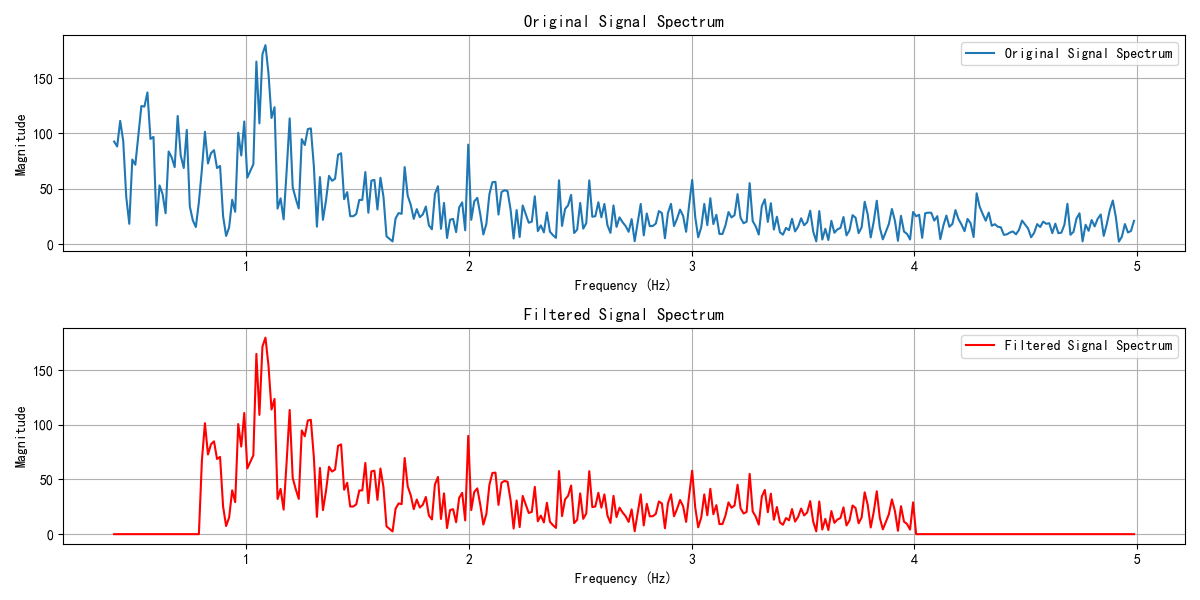 Original Signal Spectrum
Original Signal Spectrum
Magnitude
150
100
50
0
1 2 3 4 5
Frequency (Hz)
Filtered Signal Spectrum
Filtered Signal Spectrum
Magnitude
150
100
50
0
1 2 3 4 5
Frequency (Hz)